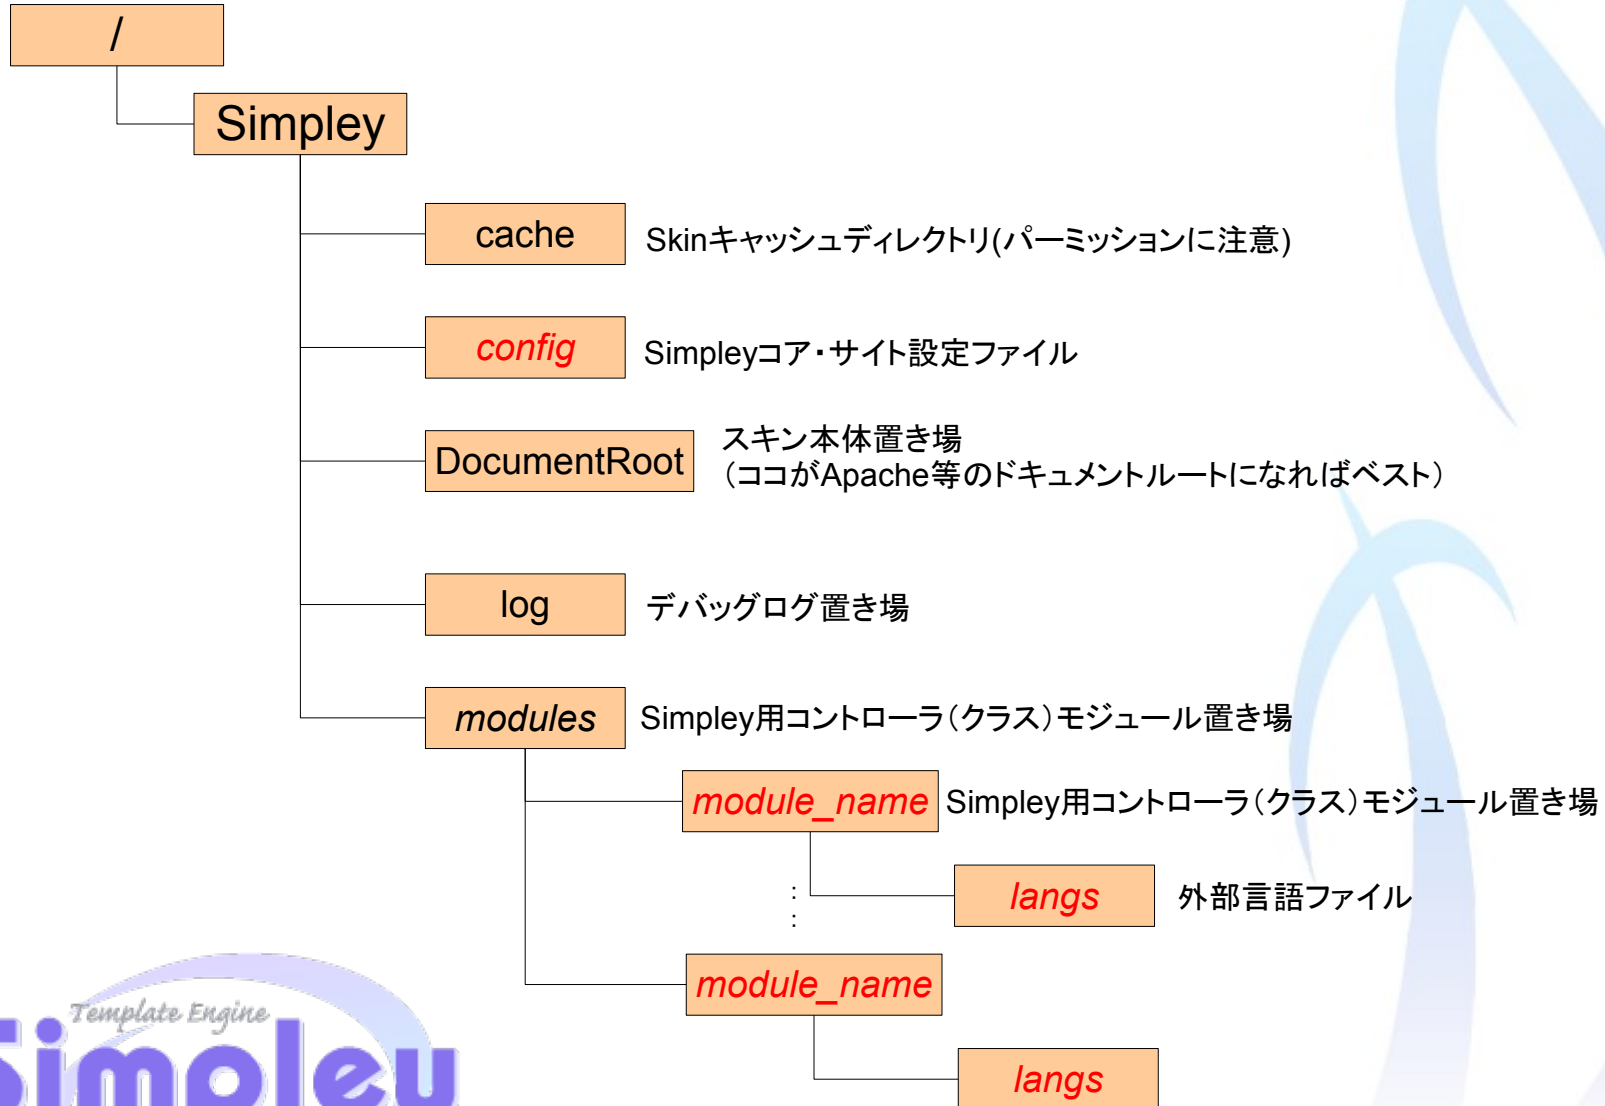 /
Simpley
cache
Skinキャッシュディレクトリ(パーミッションに注意)
config
Simpleyコア・サイト設定ファイル
DocumentRoot
スキン本体置き場
（ココがApache等のドキュメントルートになればベスト）
log
デバッグログ置き場
modules
Simpley用コントローラ（クラス）モジュール置き場
module_name
Simpley用コントローラ（クラス）モジュール置き場
:
:
langs
外部言語ファイル
module_name
langs
Template Engine
Simpley